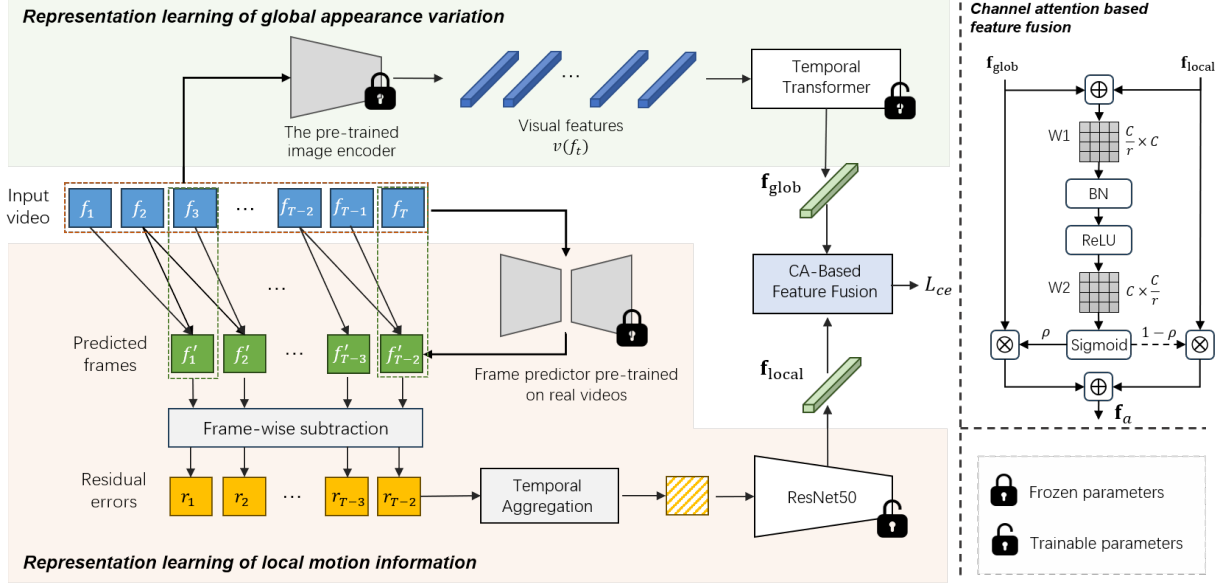 Representation learning of global appearance variation
The pre-trained
image encoder
Visual features
v(f_t)
...
Temporal
Transformer
f_glob
Input
video
f_1
f_2
f_3
...
f_{T-2}
f_{T-1}
f_T
...
CA-Based
Feature Fusion
L_{ce}
Predicted
frames
f'_1
f'_2
...
f'_{T-3}
f'_{T-2}
Frame predictor pre-trained
on real videos
f_local
Frame-wise subtraction
Residual
errors
r_1
r_2
...
r_{T-3}
r_{T-2}
Temporal
Aggregation
ResNet50
Representation learning of local motion information
Channel attention based
feature fusion
f_glob
f_local
⊕
W1
C/r × C
BN
ReLU
W2
C × C/r
⊗
ρ
Sigmoid
1 − ρ
⊗
⊕
f_a
Frozen parameters
Trainable parameters